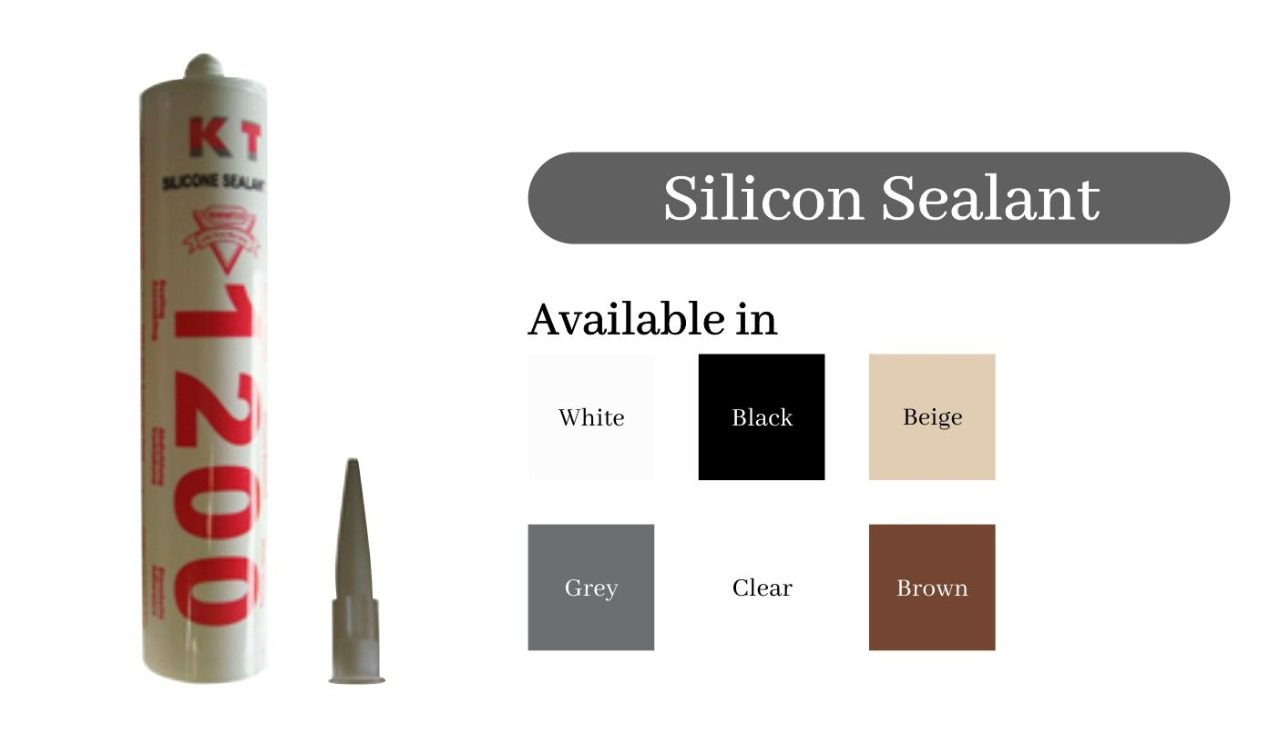 KT
SILICONE SEALANT
1200
Silicon Sealant
Available in
White
Black
Beige
Grey
Clear
Brown